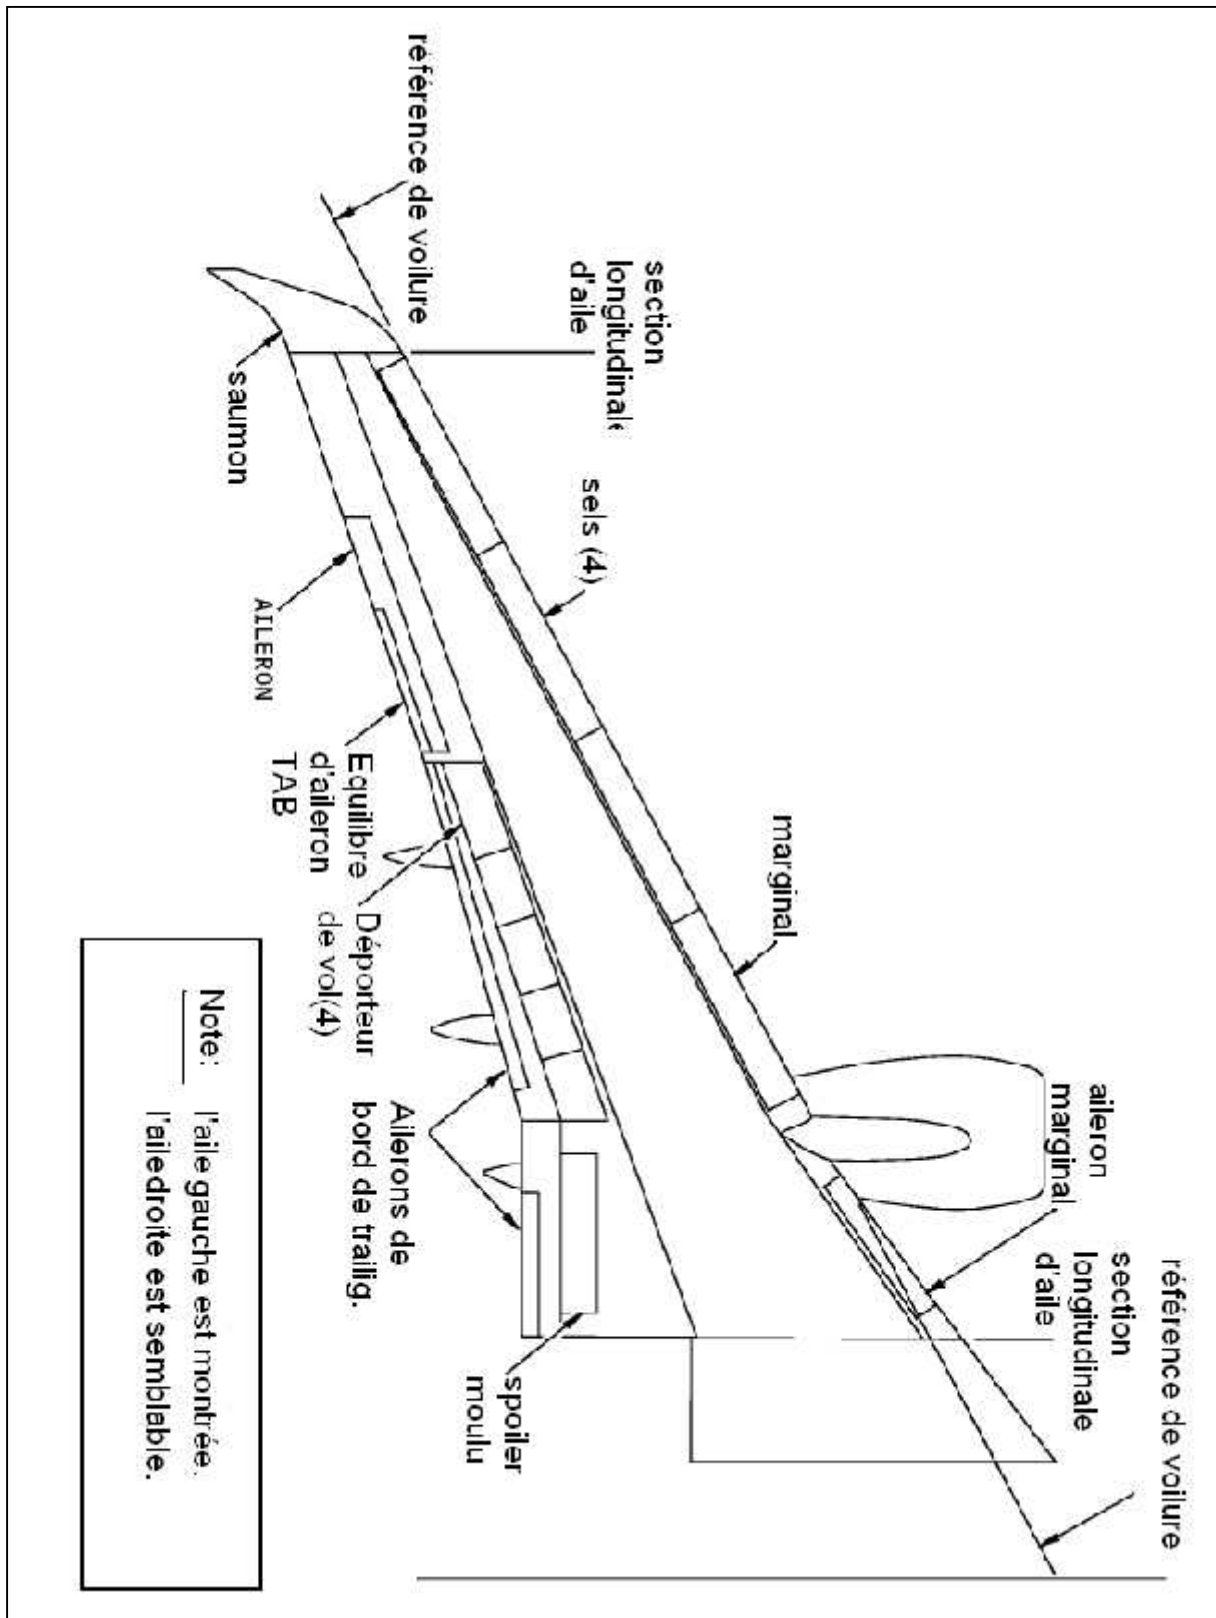 référence de voilure
section
longitudinale
d'aile
saumon
sels (4)
AILERON
Equilibre
d'aileron
TAB
marginal
Déporteur
de vol(4)
aileron
marginal
Ailerons de
bord de trailig.
section
longitudinale
d'aile
référence de voilure
spoiler
moulu
Note: l'aile gauche est montrée.
l'ailedroite est semblable.